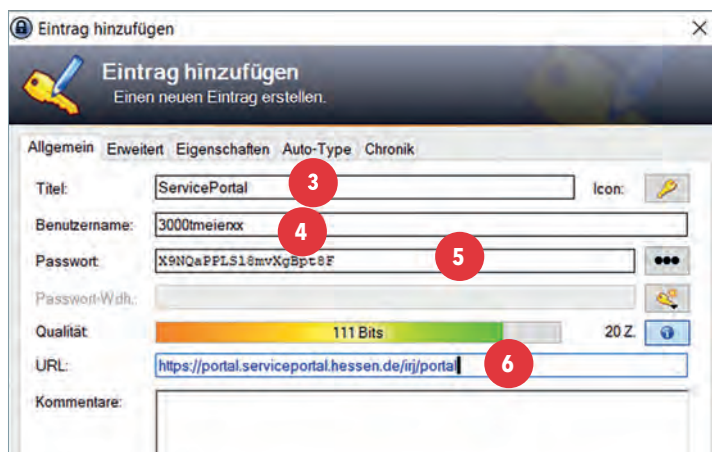 Eintrag hinzufügen
Eintrag hinzufügen
Einen neuen Eintrag erstellen.
Allgemein Erweitert Eigenschaften Auto-Type Chronik
Titel: ServicePortal 3 Icon:
Benutzername: 3000tmeierxx 4
Passwort: X9NQaPPLS18mvXgBpt8F 5
Passwort-Wdh.:
Qualität: 111 Bits 20 Z.
URL: https://portal.serviceportal.hessen.de/irj/portal 6
Kommentare: